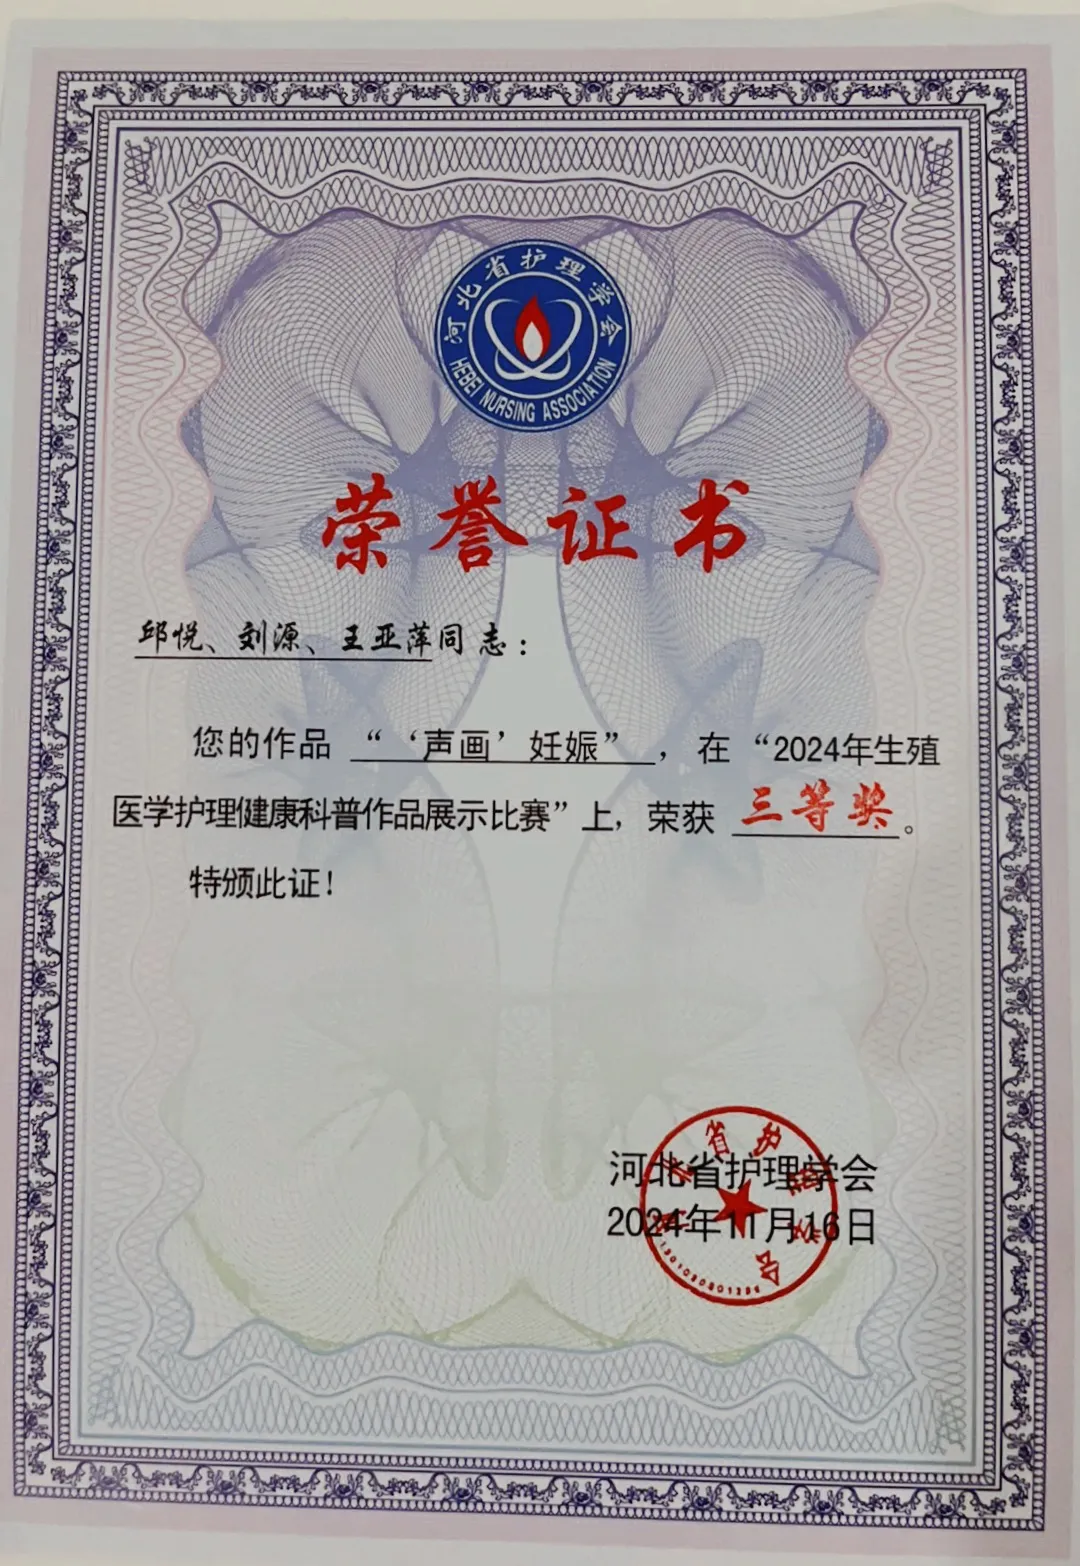 河北省护理学会
HEBEI NURSING ASSOCIATION
荣誉证书
邱悦、刘源、王亚萍同志：
您的作品 “‘声画’妊娠”，在“2024年生殖
医学护理健康科普作品展示比赛”上，荣获 三等奖。
特颁此证！
河北省护理学会
2024年11月16日